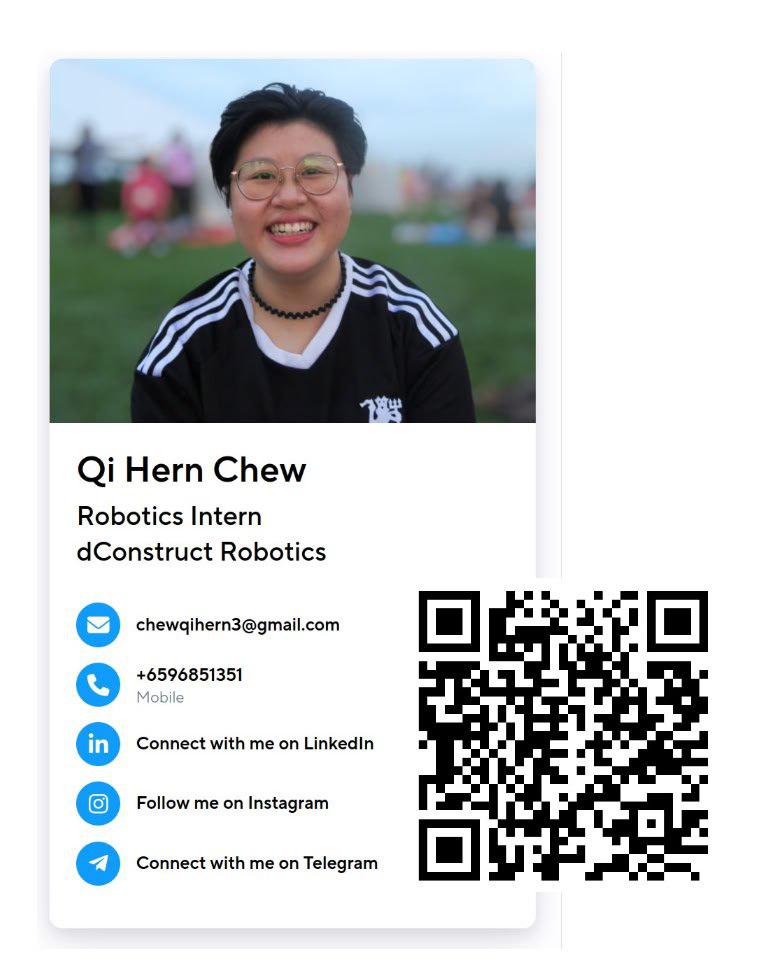 Qi Hern Chew
Robotics Intern
dConstruct Robotics
chewqihern3@gmail.com
+6596851351
Mobile
Connect with me on LinkedIn
Follow me on Instagram
Connect with me on Telegram